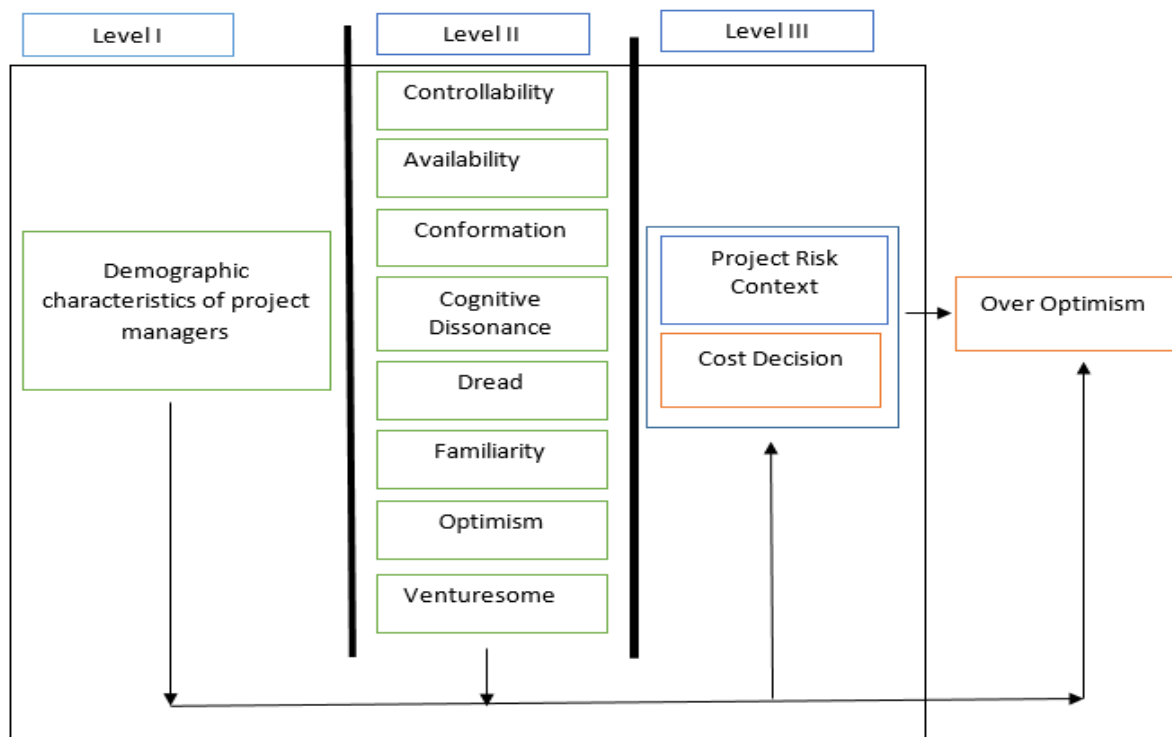 Level I
Level II
Level III
Controllability
Availability
Conformation
Cognitive
Dissonance
Dread
Familiarity
Optimism
Venturesome
Demographic
characteristics of project
managers
Project Risk
Context
Cost Decision
Over Optimism